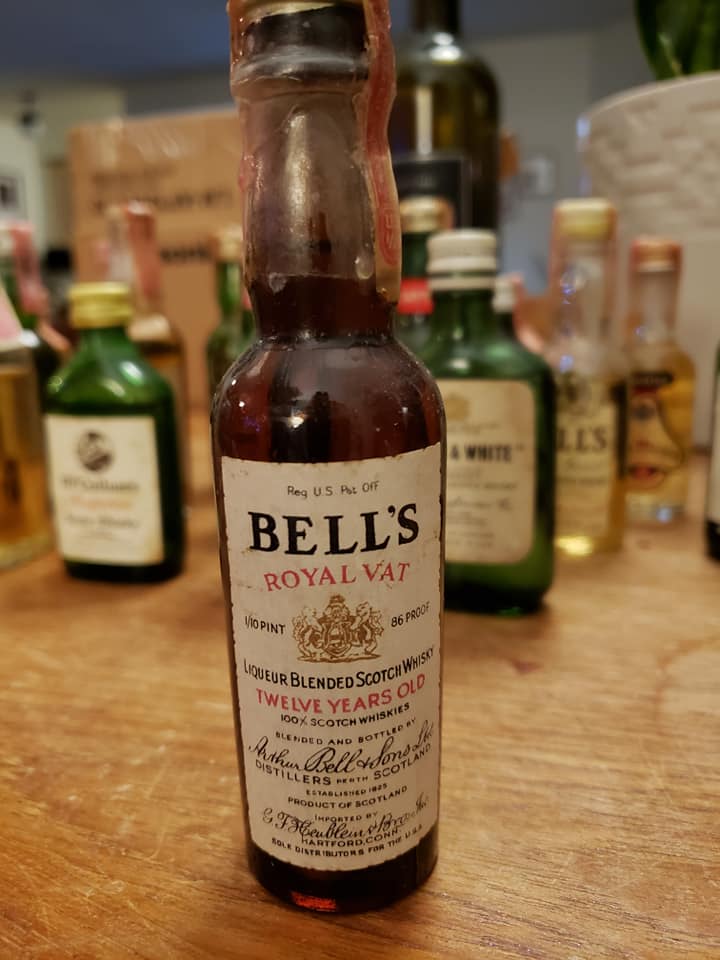 Reg U.S. Pat. Off
BELL'S
ROYAL VAT
1/10 PINT
86 PROOF
LIQUEUR BLENDED SCOTCH WHISKY
TWELVE YEARS OLD
100% SCOTCH WHISKIES
BLENDED AND BOTTLED BY
Arthur Bell & Sons Ltd
DISTILLERS PERTH SCOTLAND
ESTABLISHED 1825
PRODUCT OF SCOTLAND
IMPORTED BY
G. F. Heublein & Bro., Inc.
HARTFORD, CONN.
SOLE DISTRIBUTORS FOR THE U.S.A.
& WHITE
LL'S